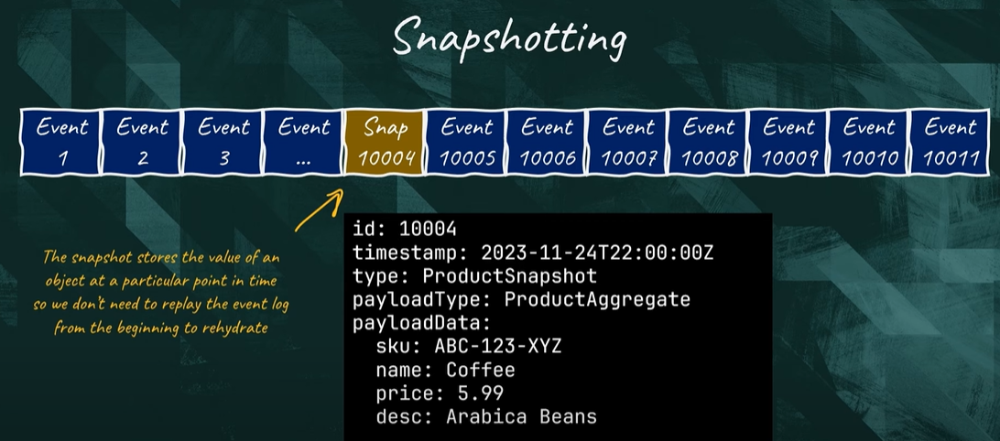 Snapshotting
Event Event Event Event Snap Event Event Event Event Event Event Event
1 2 3 ... 10004 10005 10006 10007 10008 10009 10010 10011
The snapshot stores the value of an
object at a particular point in time
so we don't need to replay the event log
from the beginning to rehydrate
id: 10004
timestamp: 2023-11-24T22:00:00Z
type: ProductSnapshot
payloadType: ProductAggregate
payloadData:
  sku: ABC-123-XYZ
  name: Coffee
  price: 5.99
  desc: Arabica Beans